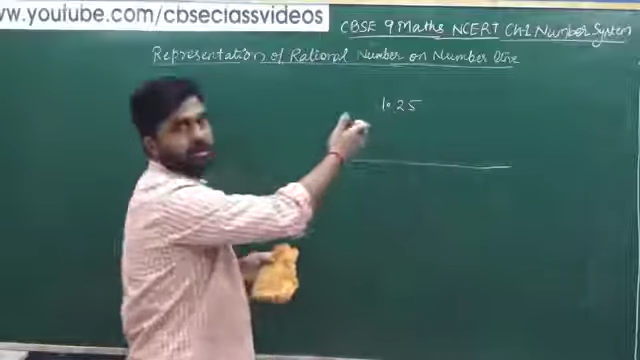 www.youtube.com/cbseclassvideos
CBSE 9 Maths NCERT Ch-1 Number System
Representation of Rational Number on Number Line
1.25